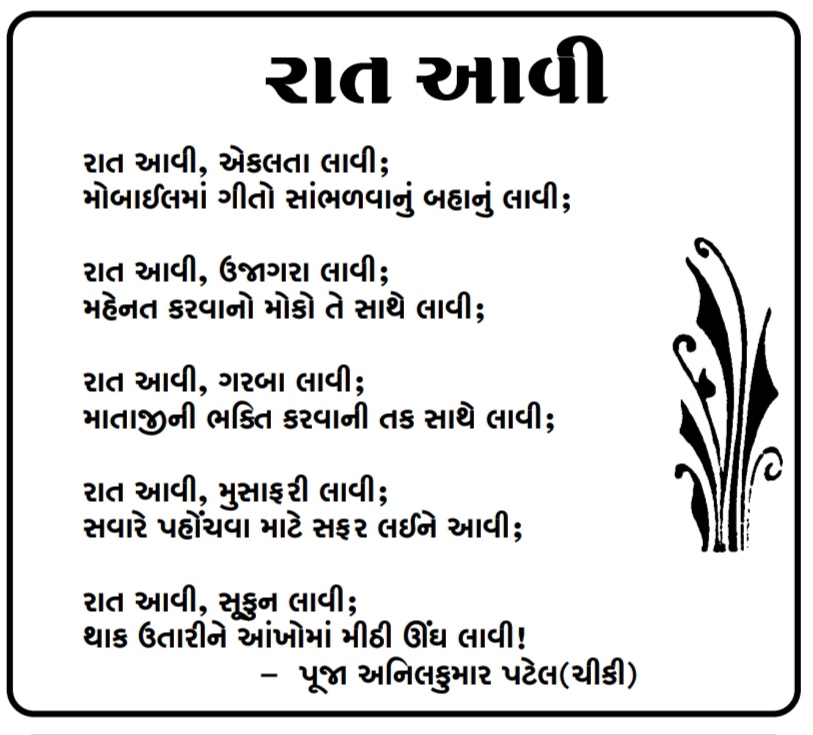 રાત આવી
રાત આવી, એકલતા લાવી;
મોબાઈલમાં ગીતો સાંભળવાનું બહાનું લાવી;
રાત આવી, ઉજાગરા લાવી;
મહેનત કરવાનો મોકો તે સાથે લાવી;
રાત આવી, ગરબા લાવી;
માતાજીની ભક્તિ કરવાની તક સાથે લાવી;
રાત આવી, મુસાફરી લાવી;
સવારે પહોંચવા માટે સફર લઈને આવી;
રાત આવી, સૂકુન લાવી;
થાક ઉતારીને આંખોમાં મીઠી ઊંઘ લાવી!
– પૂજા અનિલકુમાર પટેલ(ચીકી)